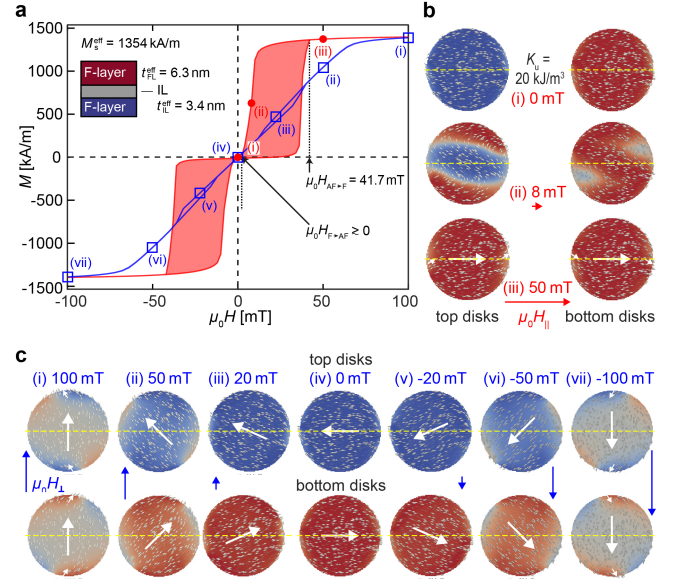 a
M_s^eff = 1354 kA/m
F-layer t_FL^eff = 6.3 nm
— IL
F-layer t_IL^eff = 3.4 nm
M [kA/m]
1500
1000
500
0
-500
-1000
-1500
-100 -50 0 50 100
μ₀H [mT]
(i)
(iii)
(ii)
(ii)
(iii)
(iv) (i)
(v)
(vi)
(vii)
μ₀H_AF▸F = 41.7 mT
μ₀H_F▸AF ≥ 0
b
K_u =
20 kJ/m³
(i) 0 mT
(ii) 8 mT
(iii) 50 mT
top disks μ₀H_|| bottom disks
c
top disks
(i) 100 mT (ii) 50 mT (iii) 20 mT (iv) 0 mT (v) -20 mT (vi) -50 mT (vii) -100 mT
μ₀H_⊥
bottom disks